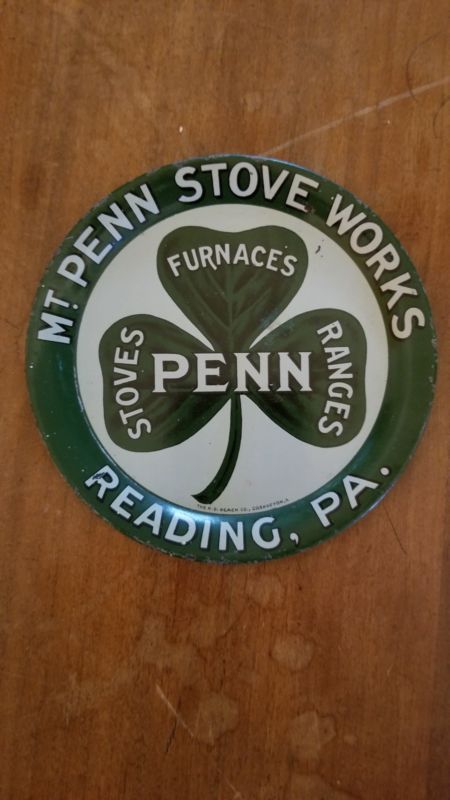 MT. PENN STOVE WORKS
FURNACES
STOVES
PENN
RANGES
READING, PA.